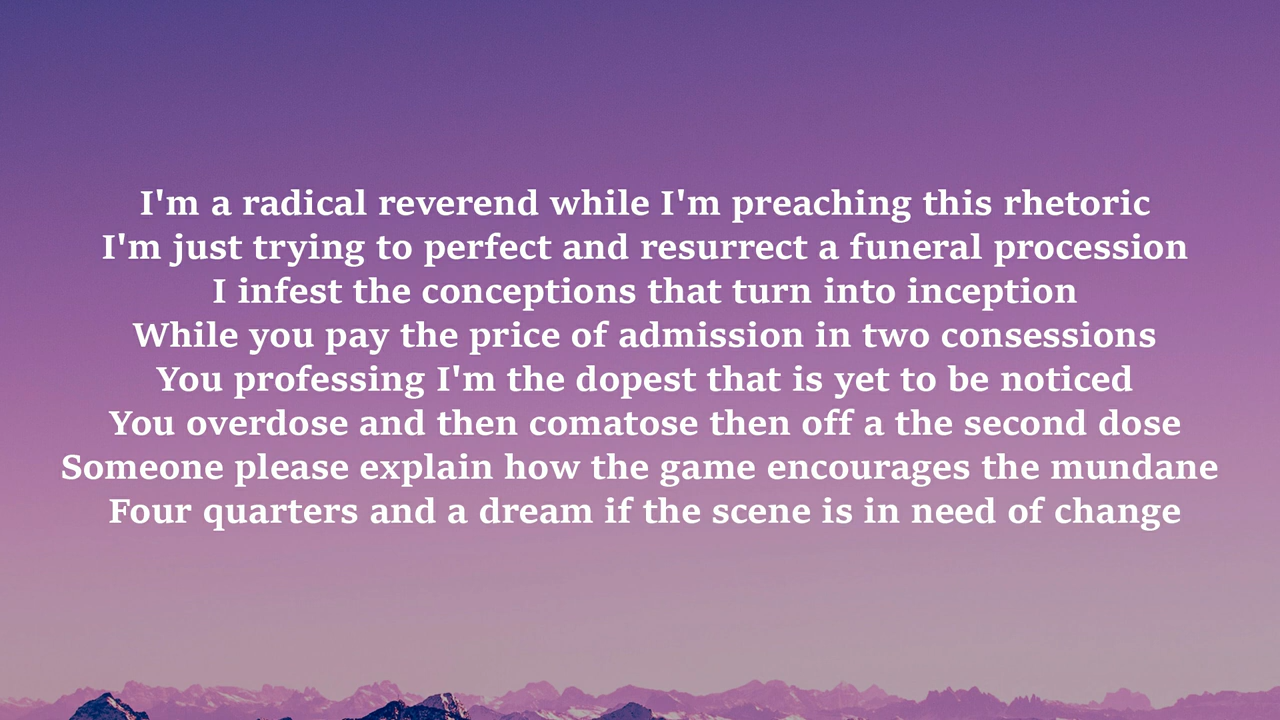 I'm a radical reverend while I'm preaching this rhetoric
I'm just trying to perfect and resurrect a funeral procession
I infest the conceptions that turn into inception
While you pay the price of admission in two consessions
You professing I'm the dopest that is yet to be noticed
You overdose and then comatose then off a the second dose
Someone please explain how the game encourages the mundane
Four quarters and a dream if the scene is in need of change